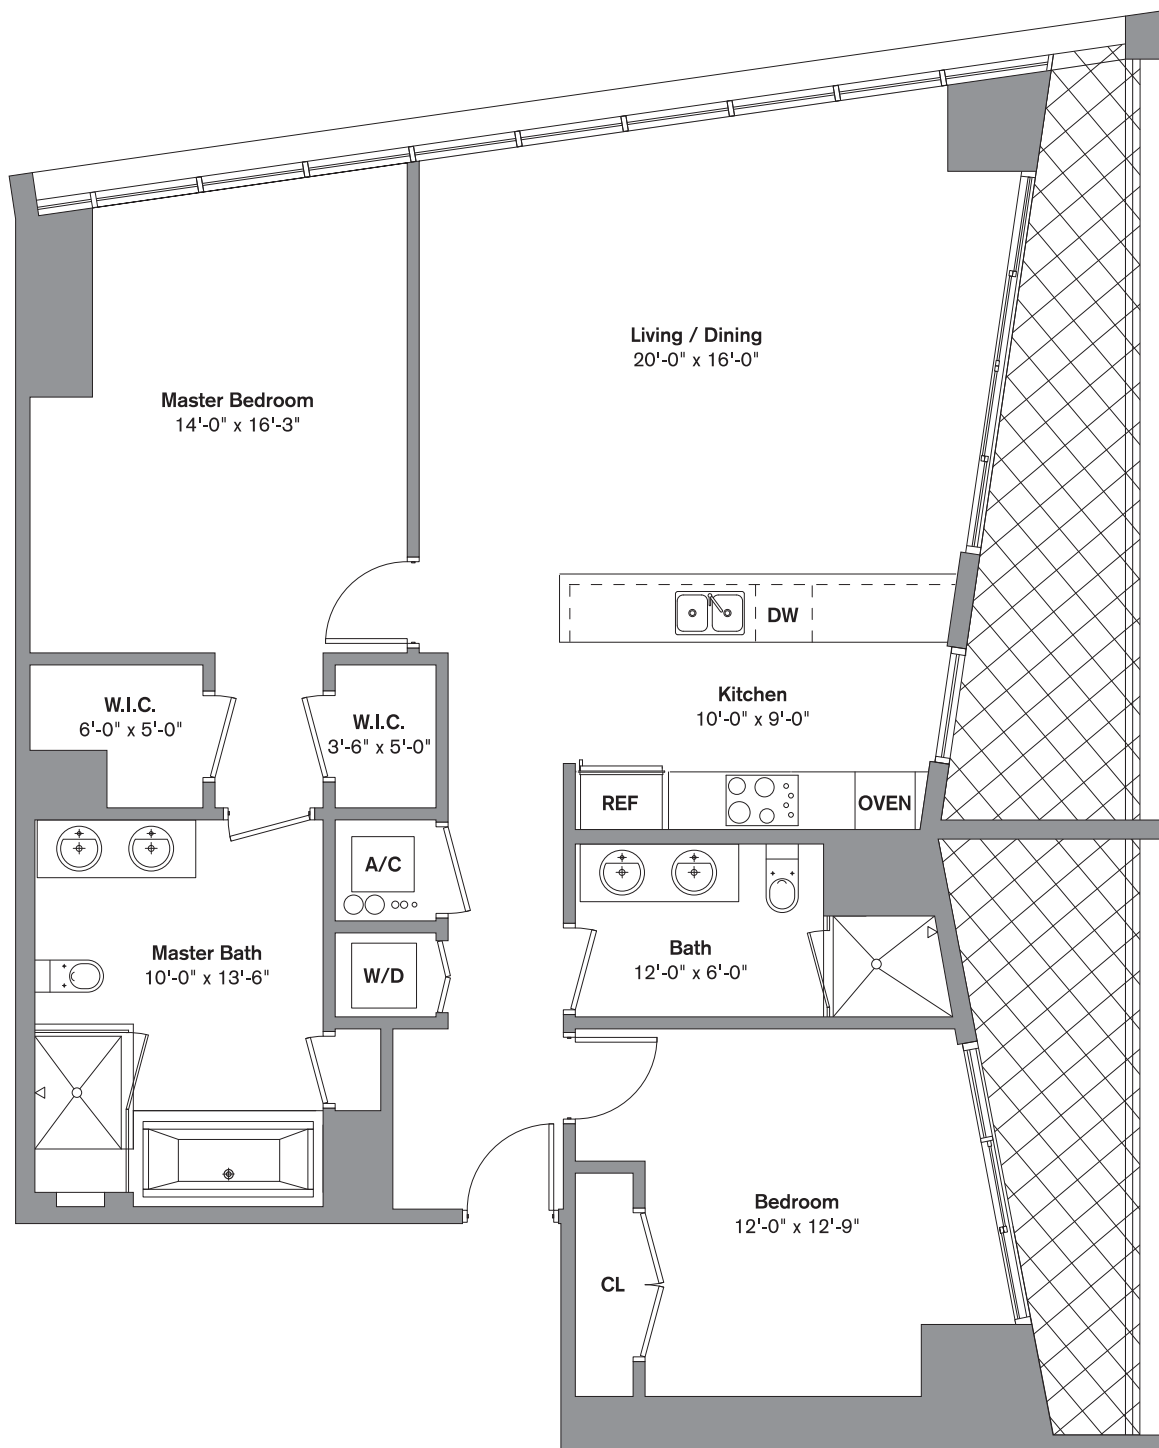 Living / Dining
20'-0" x 16'-0"
Master Bedroom
14'-0" x 16'-3"
DW
W.I.C.
6'-0" x 5'-0"
W.I.C.
3'-6" x 5'-0"
Kitchen
10'-0" x 9'-0"
REF
OVEN
A/C
Master Bath
10'-0" x 13'-6"
W/D
Bath
12'-0" x 6'-0"
Bedroom
12'-0" x 12'-9"
CL